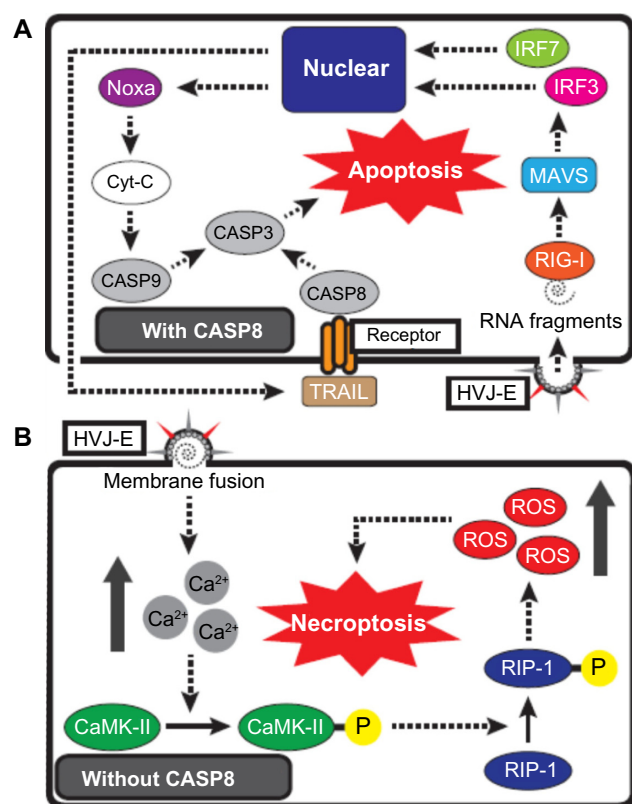 A
Nuclear
IRF7
Noxa
IRF3
Cyt-C
Apoptosis
MAVS
CASP3
RIG-I
CASP9
CASP8
RNA fragments
With CASP8
Receptor
TRAIL
HVJ-E
B
HVJ-E
Membrane fusion
ROS
ROS
ROS
Ca²⁺
Ca²⁺
Ca²⁺
Necroptosis
RIP-1
P
CaMK-II
CaMK-II
P
Without CASP8
RIP-1